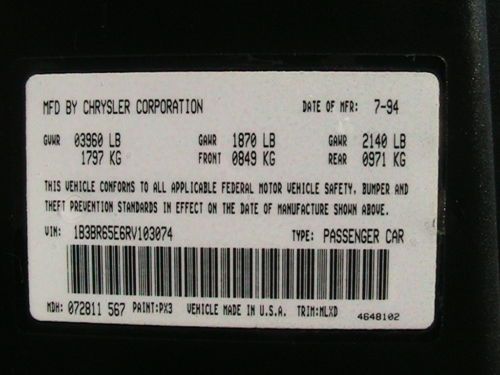 MFD BY CHRYSLER CORPORATION DATE OF MFR: 7-94
GVWR 03960 LB GAWR 1870 LB GAWR 2140 LB
1797 KG FRONT 0849 KG REAR 0971 KG
THIS VEHICLE CONFORMS TO ALL APPLICABLE FEDERAL MOTOR VEHICLE SAFETY, BUMPER AND
THEFT PREVENTION STANDARDS IN EFFECT ON THE DATE OF MANUFACTURE SHOWN ABOVE.
VIN: 1B3BR65E6RV103074 TYPE: PASSENGER CAR
MDH: 072811 567 PAINT:PX3 VEHICLE MADE IN U.S.A. TRIM:NLXD
4648102